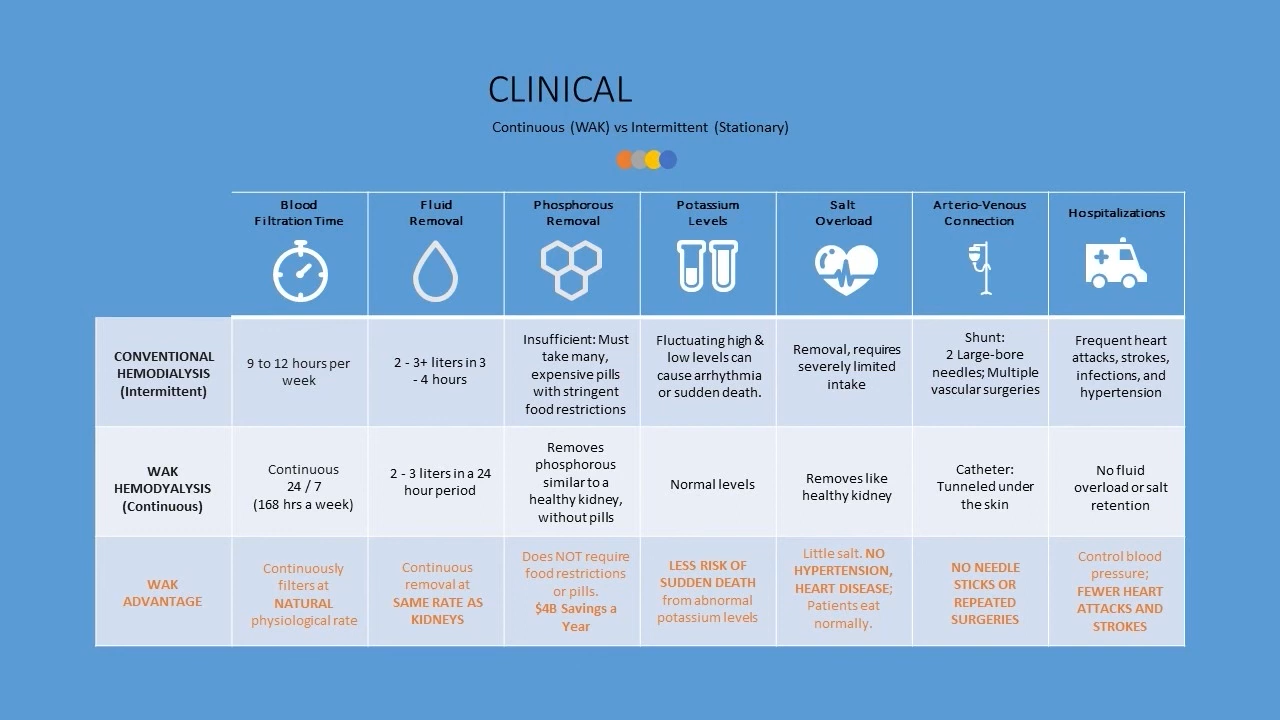 CLINICAL
Continuous (WAK) vs Intermittent (Stationary)
Blood
Filtration Time
Fluid
Removal
Phosphorous
Removal
Potassium
Levels
Salt
Overload
Arterio-Venous
Connection
Hospitalizations
CONVENTIONAL
HEMODIALYSIS
(Intermittent)
9 to 12 hours per
week
2 - 3+ liters in 3
- 4 hours
Insufficient: Must
take many,
expensive pills
with stringent
food restrictions
Fluctuating high &
low levels can
cause arrhythmia
or sudden death.
Removal, requires
severely limited
intake
Shunt:
2 Large-bore
needles; Multiple
vascular surgeries
Frequent heart
attacks, strokes,
infections, and
hypertension
WAK
HEMODYALYSIS
(Continuous)
Continuous
24 / 7
(168 hrs a week)
2 - 3 liters in a 24
hour period
Removes
phosphorous
similar to a
healthy kidney,
without pills
Normal levels
Removes like
healthy kidney
Catheter:
Tunneled under
the skin
No fluid
overload or salt
retention
WAK
ADVANTAGE
Continuously
filters at
NATURAL
physiological rate
Continuous
removal at
SAME RATE AS
KIDNEYS
Does NOT require
food restrictions
or pills.
$4B Savings a
Year
LESS RISK OF
SUDDEN DEATH
from abnormal
potassium levels
Little salt. NO
HYPERTENSION,
HEART DISEASE;
Patients eat
normally.
NO NEEDLE
STICKS OR
REPEATED
SURGERIES
Control blood
pressure;
FEWER HEART
ATTACKS AND
STROKES